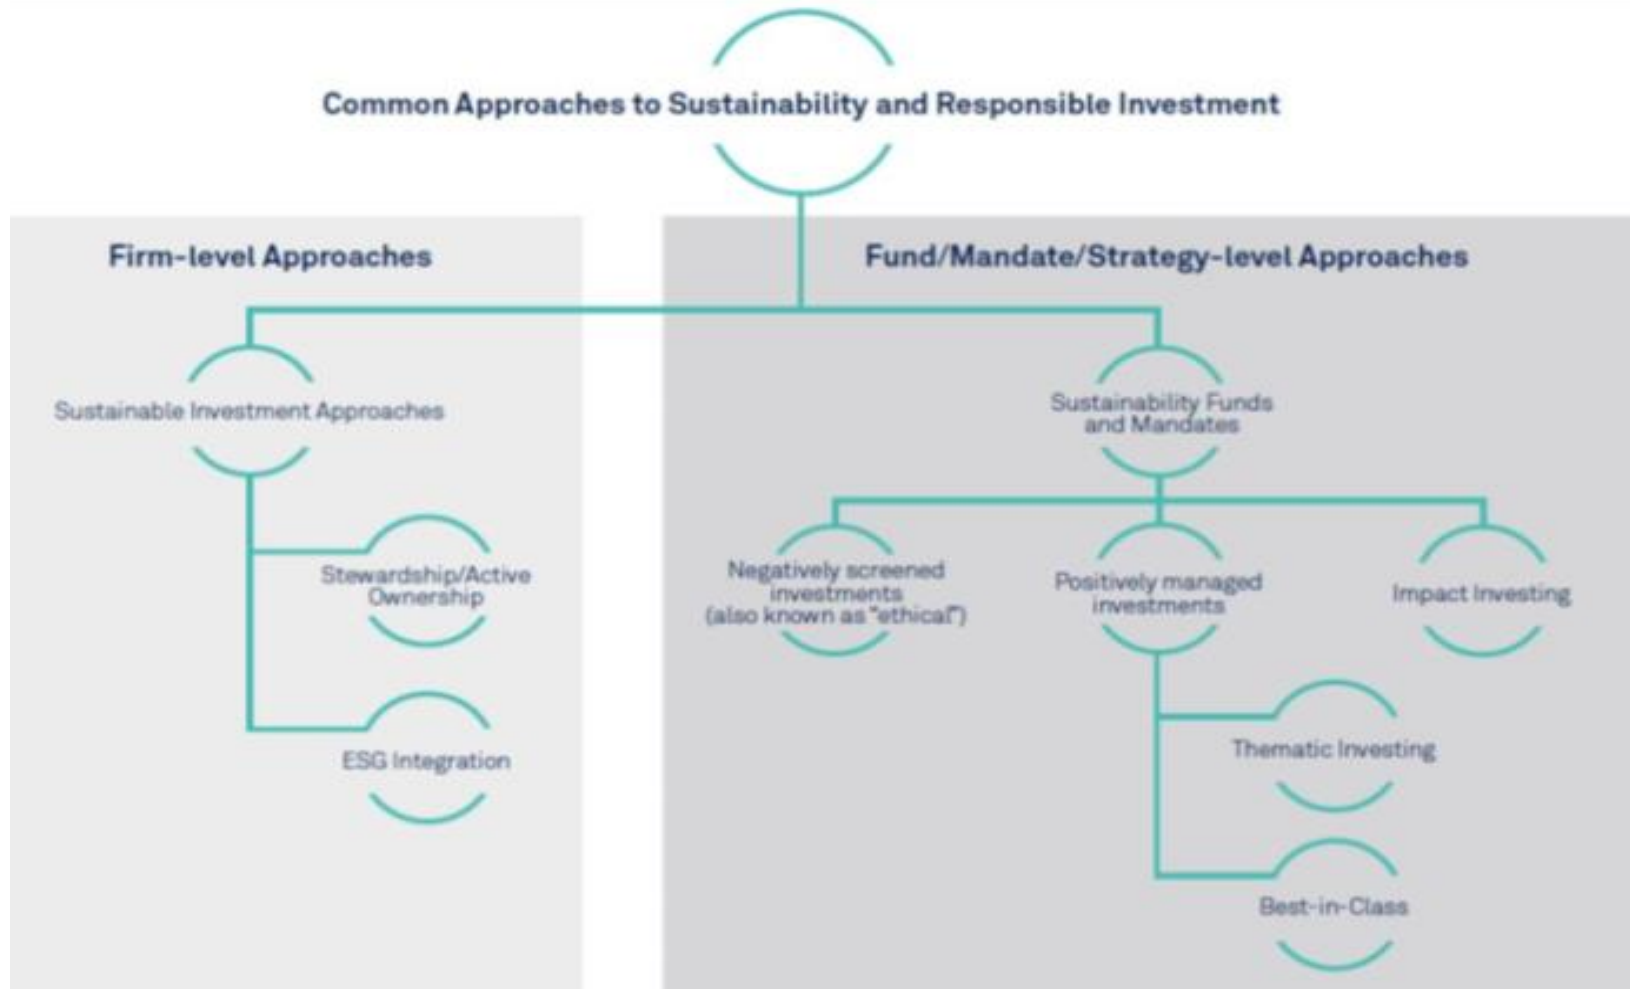 Common Approaches to Sustainability and Responsible Investment
Firm-level Approaches
Sustainable Investment Approaches
Stewardship/Active
Ownership
ESG Integration
Fund/Mandate/Strategy-level Approaches
Sustainability Funds
and Mandates
Negatively screened
investments
(also known as "ethical")
Positively managed
investments
Impact Investing
Thematic Investing
Best-in-Class